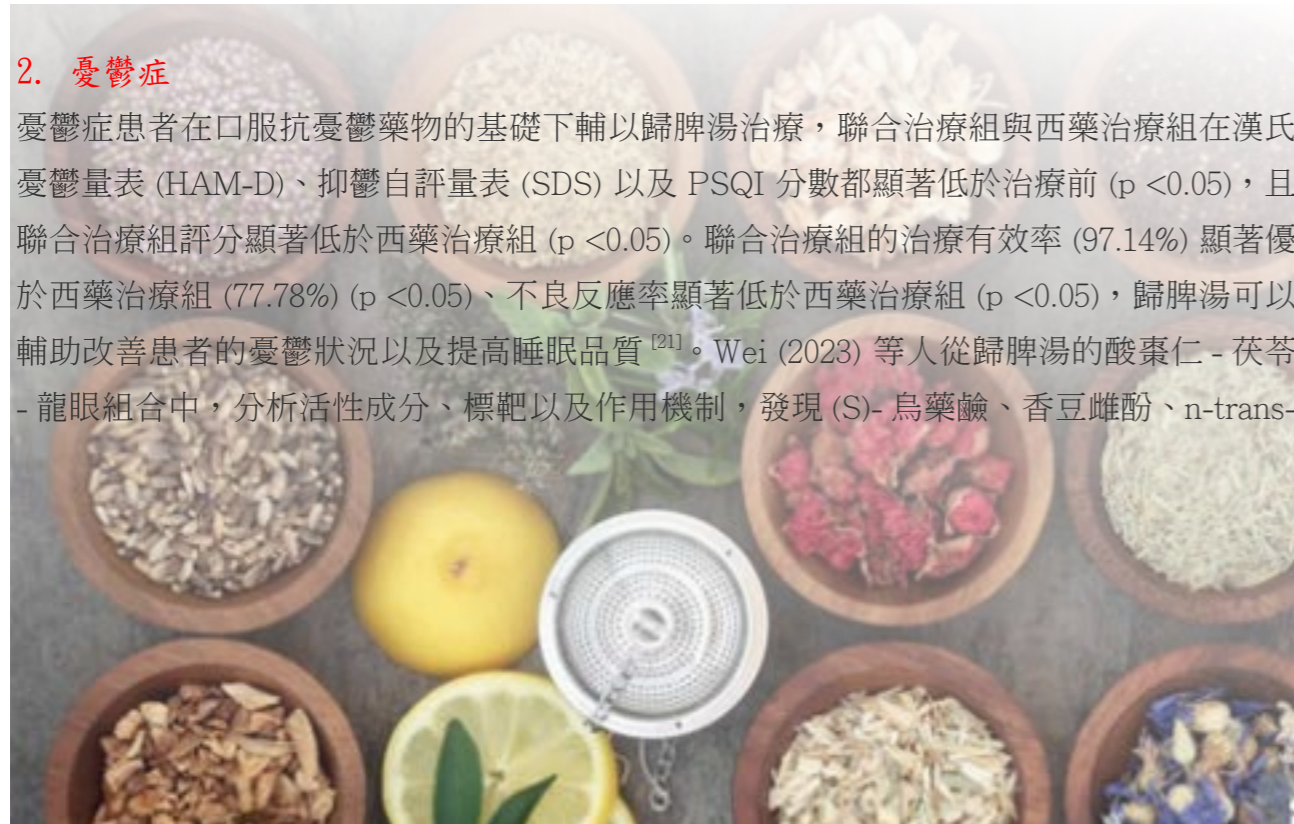 2. 憂鬱症
憂鬱症患者在口服抗憂鬱藥物的基礎下輔以歸脾湯治療，聯合治療組與西藥治療組在漢氏
憂鬱量表 (HAM-D)、抑鬱自評量表 (SDS) 以及 PSQI 分數都顯著低於治療前 (p <0.05)，且
聯合治療組評分顯著低於西藥治療組 (p <0.05)。聯合治療組的治療有效率 (97.14%) 顯著優
於西藥治療組 (77.78%) (p <0.05)、不良反應率顯著低於西藥治療組 (p <0.05)，歸脾湯可以
輔助改善患者的憂鬱狀況以及提高睡眠品質 [21]。Wei (2023) 等人從歸脾湯的酸棗仁 - 茯苓
- 龍眼組合中，分析活性成分、標靶以及作用機制，發現 (S)- 烏藥鹼、香豆雌酚、n-trans-